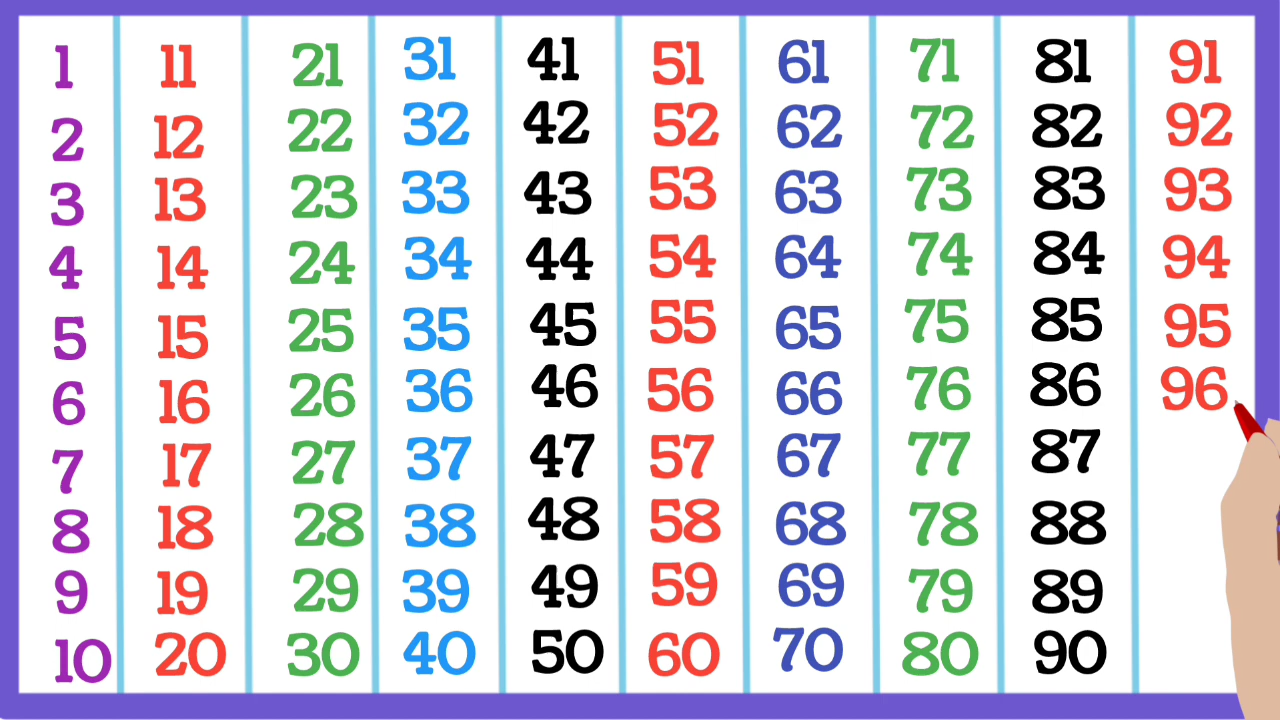 1 11 21 31 41 51 61 71 81 91
2 12 22 32 42 52 62 72 82 92
3 13 23 33 43 53 63 73 83 93
4 14 24 34 44 54 64 74 84 94
5 15 25 35 45 55 65 75 85 95
6 16 26 36 46 56 66 76 86 96
7 17 27 37 47 57 67 77 87
8 18 28 38 48 58 68 78 88
9 19 29 39 49 59 69 79 89
10 20 30 40 50 60 70 80 90